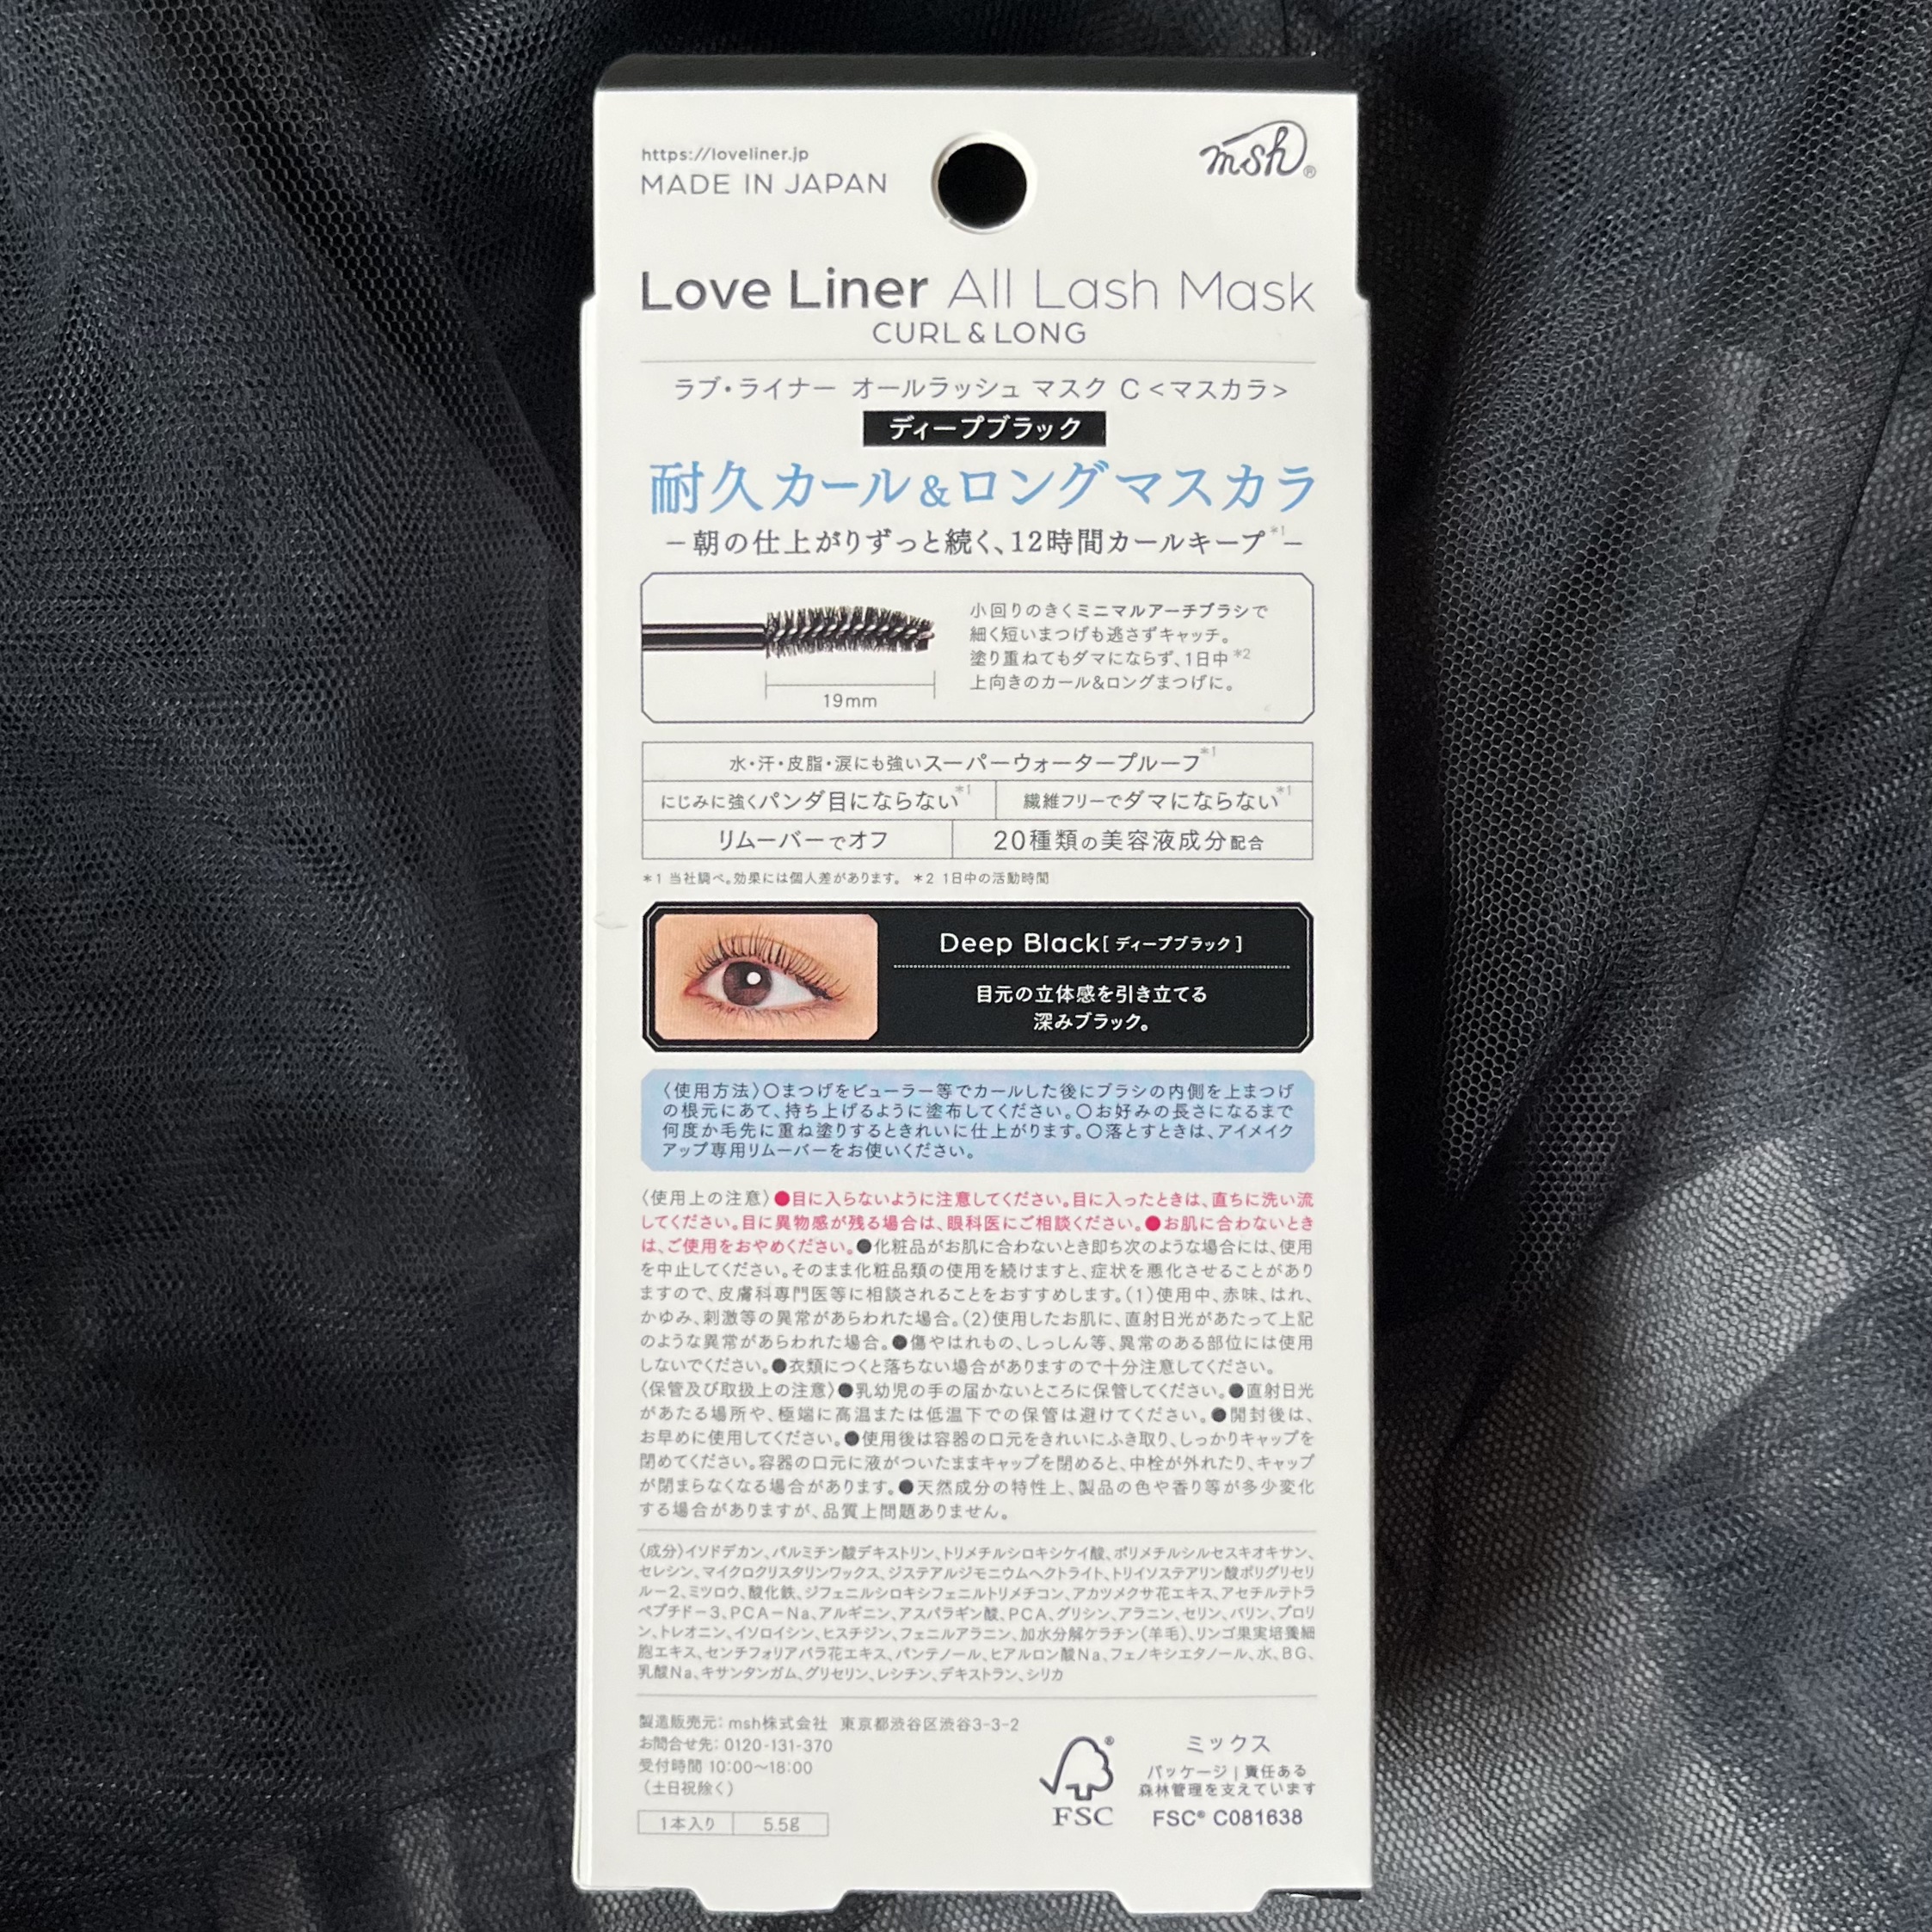 https://loveliner.jp
MADE IN JAPAN
msh®
Love Liner All Lash Mask
CURL & LONG
ラブ・ライナー オールラッシュ マスク C <マスカラ>
ディープブラック
耐久カール&ロングマスカラ
ー朝の仕上がりずっと続く、12時間カールキープ*1ー
小回りのきくミニマルアーチブラシで
細く短いまつげも逃さずキャッチ。
塗り重ねてもダマにならず、1日中*2
上向きのカール&ロングまつげに。
19mm
水・汗・皮脂・涙にも強いスーパーウォータープルーフ*1
にじみに強くパンダ目にならない*1 繊維フリーでダマにならない*1
リムーバーでオフ 20種類の美容液成分配合
*1 当社調べ。効果には個人差があります。 *2 1日中の活動時間
Deep Black[ディープブラック]
目元の立体感を引き立てる
深みブラック。
〈使用方法〉○まつげをビューラー等でカールした後にブラシの内側を上まつげ
の根元にあて、持ち上げるように塗布してください。○お好みの長さになるまで
何度か毛先に重ね塗りするときれいに仕上がります。○落とすときは、アイメイク
アップ専用リムーバーをお使いください。
〈使用上の注意〉●目に入らないように注意してください。目に入ったときは、直ちに洗い流
してください。目に異物感が残る場合は、眼科医にご相談ください。●お肌に合わないとき
は、ご使用をおやめください。●化粧品がお肌に合わないとき即ち次のような場合には、使用
を中止してください。そのまま化粧品類の使用を続けますと、症状を悪化させることがあり
ますので、皮膚科専門医等に相談されることをおすすめします。(1)使用中、赤味、はれ、
かゆみ、刺激等の異常があらわれた場合。(2)使用したお肌に、直射日光があたって上記
のような異常があらわれた場合。●傷やはれもの、しっしん等、異常のある部位には使用
しないでください。●衣類につくと落ちない場合がありますので十分注意してください。
〈保管及び取扱上の注意〉●乳幼児の手の届かないところに保管してください。●直射日光
があたる場所や、極端に高温または低温下での保管は避けてください。●開封後は、
お早めに使用してください。●使用後は容器の口元をきれいにふき取り、しっかりキャップを
閉めてください。容器の口元に液がついたままキャップを閉めると、中栓が外れたり、キャップ
が閉まらなくなる場合があります。●天然成分の特性上、製品の色や香り等が多少変化
する場合がありますが、品質上問題ありません。
〈成分〉イソドデカン、パルミチン酸デキストリン、トリメチルシロキシケイ酸、ポリメチルシルセスキオキサン、
セレシン、マイクロクリスタリンワックス、ジステアルジモニウムヘクトライト、トリイソステアリン酸ポリグリセリ
ル-2、ミツロウ、酸化鉄、ジフェニルシロキシフェニルトリメチコン、アカツメクサ花エキス、アセチルテトラ
ペプチド-3、PCA-Na、アルギニン、アスパラギン酸、PCA、グリシン、アラニン、セリン、バリン、プロリ
ン、トレオニン、イソロイシン、ヒスチジン、フェニルアラニン、加水分解ケラチン(羊毛)、リンゴ果実培養細
胞エキス、センチフォリアバラ花エキス、パンテノール、ヒアルロン酸Na、フェノキシエタノール、水、BG、
乳酸Na、キサンタンガム、グリセリン、レシチン、デキストラン、シリカ
製造販売元: msh株式会社 東京都渋谷区渋谷3-3-2
お問合せ先: 0120-131-370
受付時間 10:00〜18:00
(土日祝除く)
1本入り 5.5g
FSC®
ミックス
パッケージ | 責任ある
森林管理を支えています
FSC® C081638